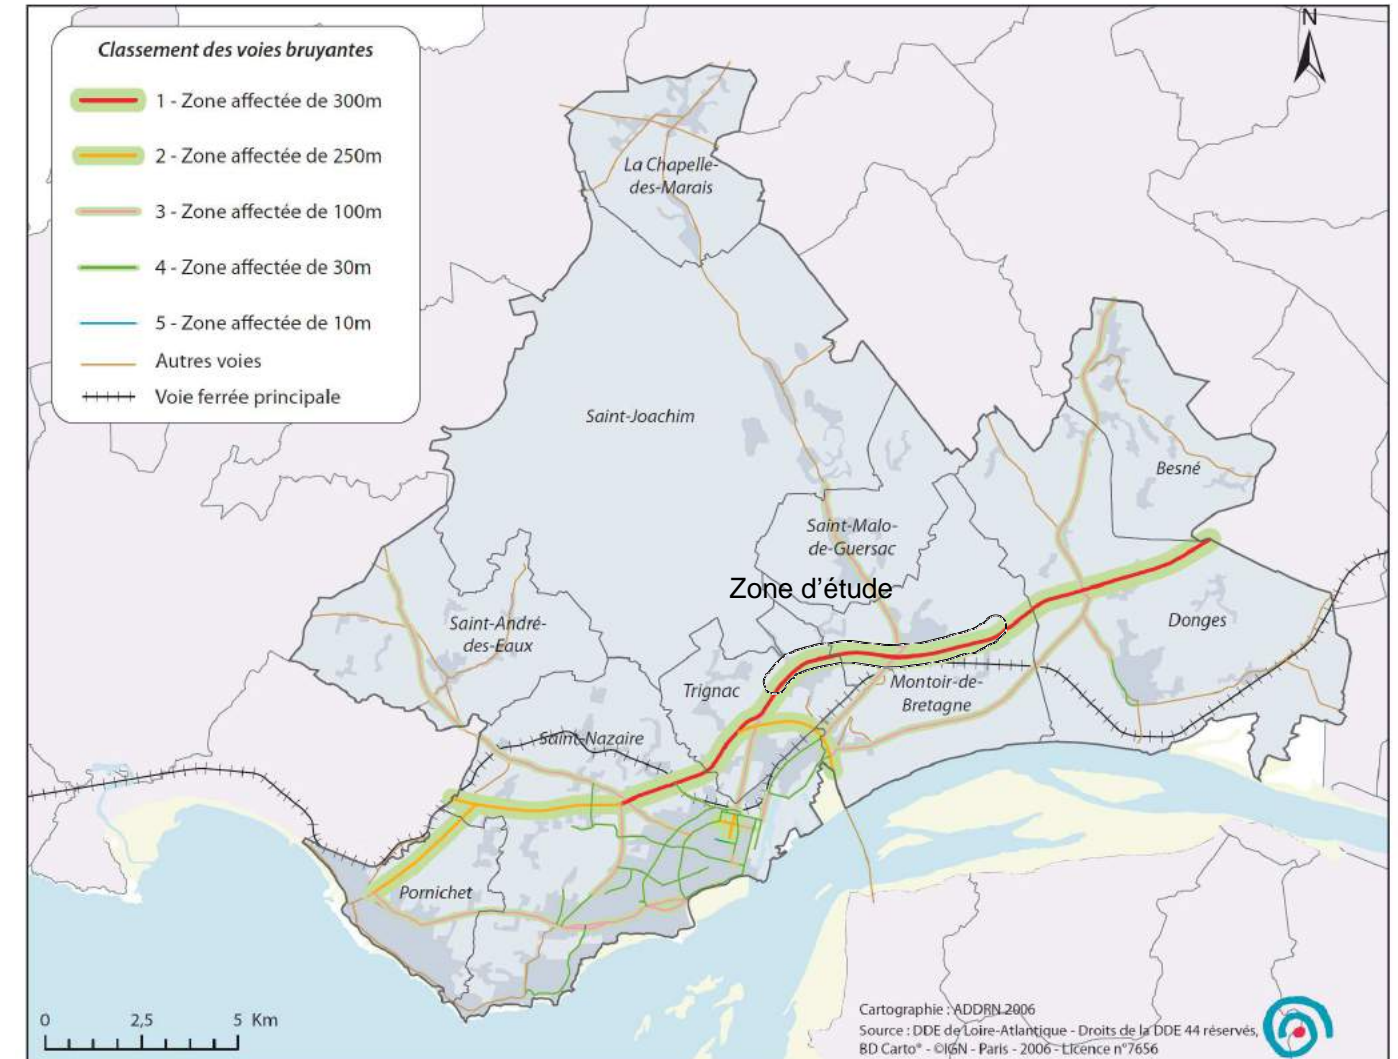 N
Classement des voies bruyantes
1 - Zone affectée de 300m
2 - Zone affectée de 250m
3 - Zone affectée de 100m
4 - Zone affectée de 30m
5 - Zone affectée de 10m
Autres voies
Voie ferrée principale
La Chapelle-
des-Marais
Saint-Joachim
Besné
Saint-Malo-
de-Guersac
Zone d'étude
Saint-André-
des-Eaux
Donges
Trignac
Montoir-de-
Bretagne
Saint-Nazaire
Pornichet
0 2,5 5 Km
Cartographie : ADDRN 2006
Source : DDE de Loire-Atlantique - Droits de la DDE 44 réservés,
BD Carto® - ©IGN - Paris - 2006 - Licence n°7656